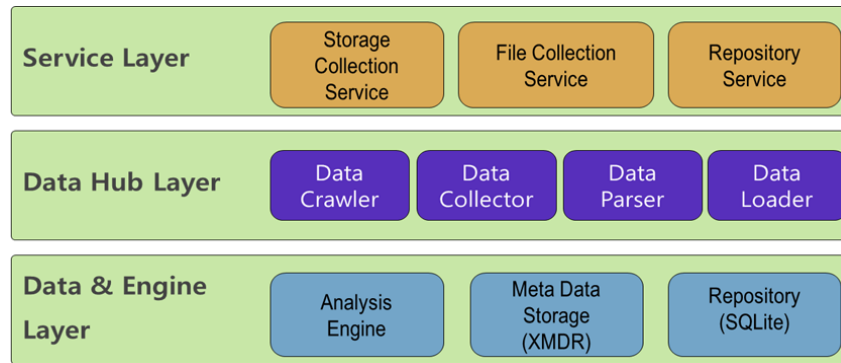 Service Layer
Storage
Collection
Service
File Collection
Service
Repository
Service
Data Hub Layer
Data
Crawler
Data
Collector
Data
Parser
Data
Loader
Data & Engine
Layer
Analysis
Engine
Meta Data
Storage
(XMDR)
Repository
(SQLite)